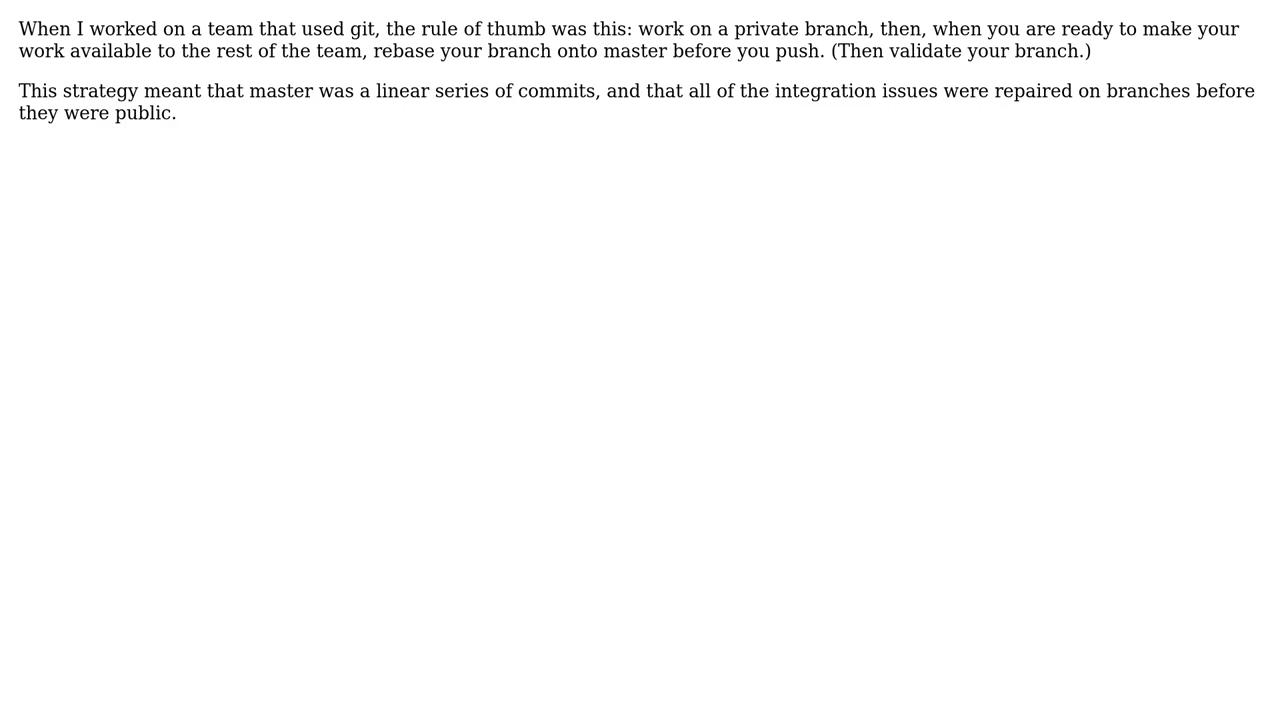 When I worked on a team that used git, the rule of thumb was this: work on a private branch, then, when you are ready to make your
work available to the rest of the team, rebase your branch onto master before you push. (Then validate your branch.)
This strategy meant that master was a linear series of commits, and that all of the integration issues were repaired on branches before
they were public.